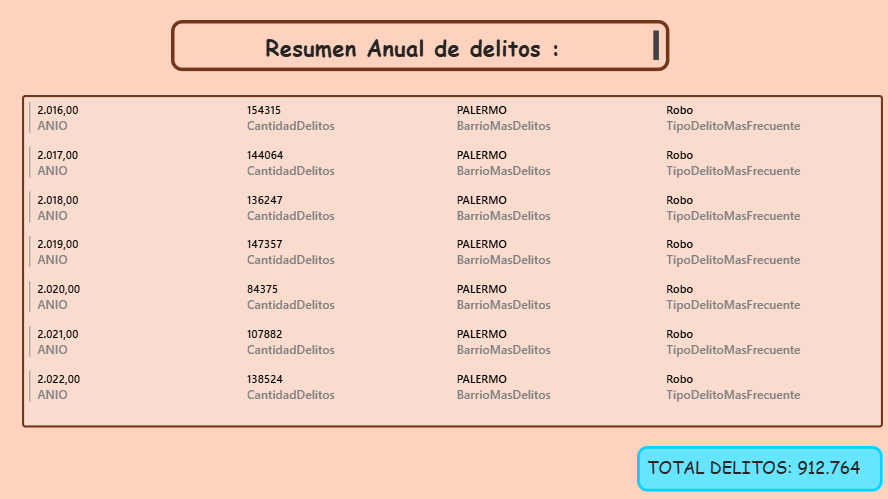 Resumen Anual de delitos :
2.016,00 154315 PALERMO Robo
ANIO CantidadDelitos BarrioMasDelitos TipoDelitoMasFrecuente
2.017,00 144064 PALERMO Robo
ANIO CantidadDelitos BarrioMasDelitos TipoDelitoMasFrecuente
2.018,00 136247 PALERMO Robo
ANIO CantidadDelitos BarrioMasDelitos TipoDelitoMasFrecuente
2.019,00 147357 PALERMO Robo
ANIO CantidadDelitos BarrioMasDelitos TipoDelitoMasFrecuente
2.020,00 84375 PALERMO Robo
ANIO CantidadDelitos BarrioMasDelitos TipoDelitoMasFrecuente
2.021,00 107882 PALERMO Robo
ANIO CantidadDelitos BarrioMasDelitos TipoDelitoMasFrecuente
2.022,00 138524 PALERMO Robo
ANIO CantidadDelitos BarrioMasDelitos TipoDelitoMasFrecuente
TOTAL DELITOS: 912.764